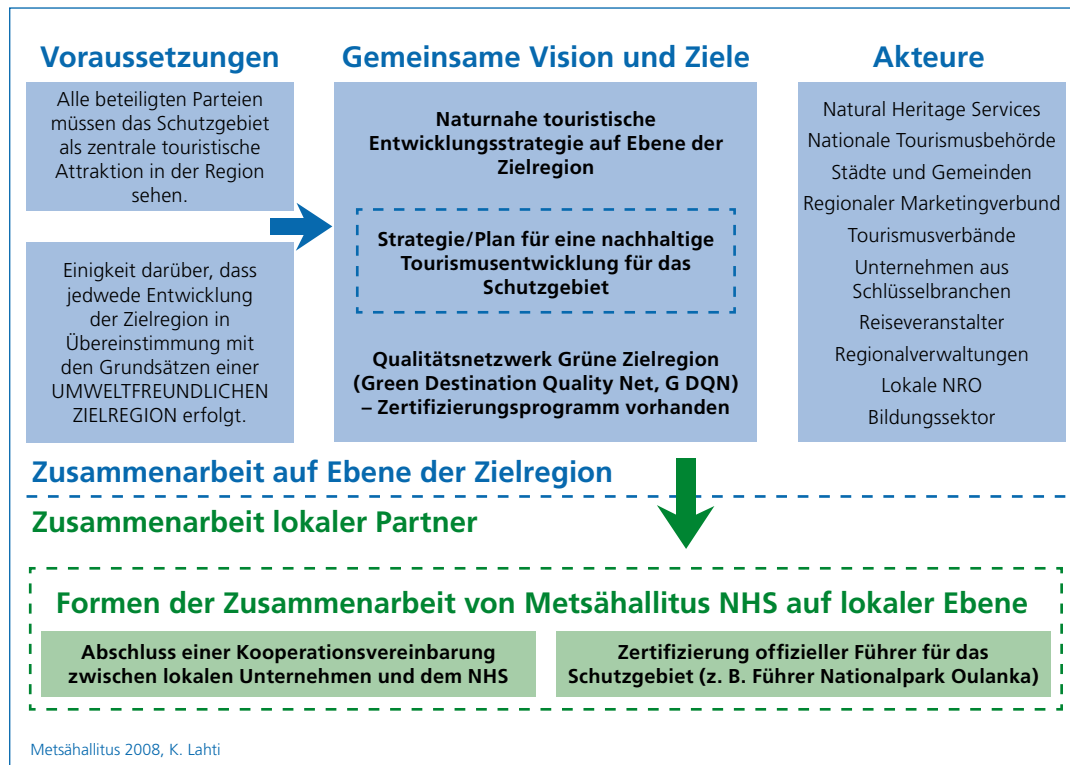 Voraussetzungen
Alle beteiligten Parteien
müssen das Schutzgebiet
als zentrale touristische
Attraktion in der Region
sehen.
Einigkeit darüber, dass
jedwede Entwicklung
der Zielregion in
Übereinstimmung mit
den Grundsätzen einer
UMWELTFREUNDLICHEN
ZIELREGION erfolgt.
Gemeinsame Vision und Ziele
Naturnahe touristische
Entwicklungsstrategie auf Ebene der
Zielregion
Strategie/Plan für eine nachhaltige
Tourismusentwicklung für das
Schutzgebiet
Qualitätsnetzwerk Grüne Zielregion
(Green Destination Quality Net, G DQN)
– Zertifizierungsprogramm vorhanden
Akteure
Natural Heritage Services
Nationale Tourismusbehörde
Städte und Gemeinden
Regionaler Marketingverbund
Tourismusverbände
Unternehmen aus
Schlüsselbranchen
Reiseveranstalter
Regionalverwaltungen
Lokale NRO
Bildungssektor
Zusammenarbeit auf Ebene der Zielregion
Zusammenarbeit lokaler Partner
Formen der Zusammenarbeit von Metsähallitus NHS auf lokaler Ebene
Abschluss einer Kooperationsvereinbarung
zwischen lokalen Unternehmen und dem NHS
Zertifizierung offizieller Führer für das
Schutzgebiet (z. B. Führer Nationalpark Oulanka)
Metsähallitus 2008, K. Lahti